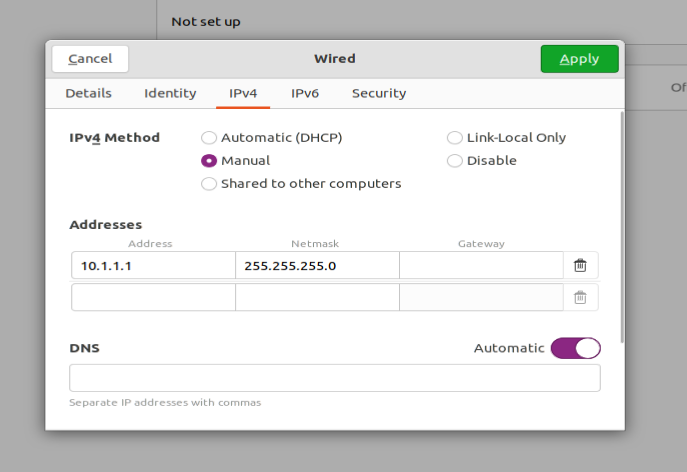 Not set up
Cancel Wired Apply
Of
Details Identity IPv4 IPv6 Security
IPv4 Method Automatic (DHCP) Link-Local Only
Manual Disable
Shared to other computers
Addresses
Address Netmask Gateway
10.1.1.1 255.255.255.0
DNS Automatic
Separate IP addresses with commas